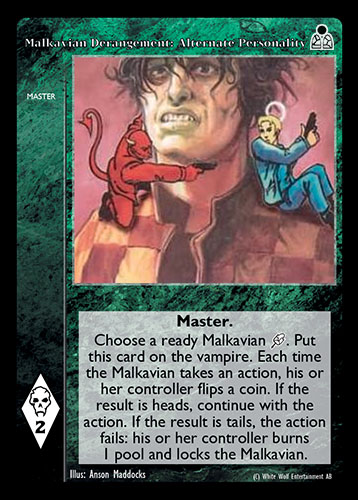 Malkavian Derangement: Alternate Personality
MASTER
Master.
Choose a ready Malkavian . Put
this card on the vampire. Each time
the Malkavian takes an action, his or
her controller flips a coin. If the
result is heads, continue with the
action. If the result is tails, the action
fails: his or her controller burns
1 pool and locks the Malkavian.
2
Illus: Anson Maddocks
(C) White Wolf Entertainment AB